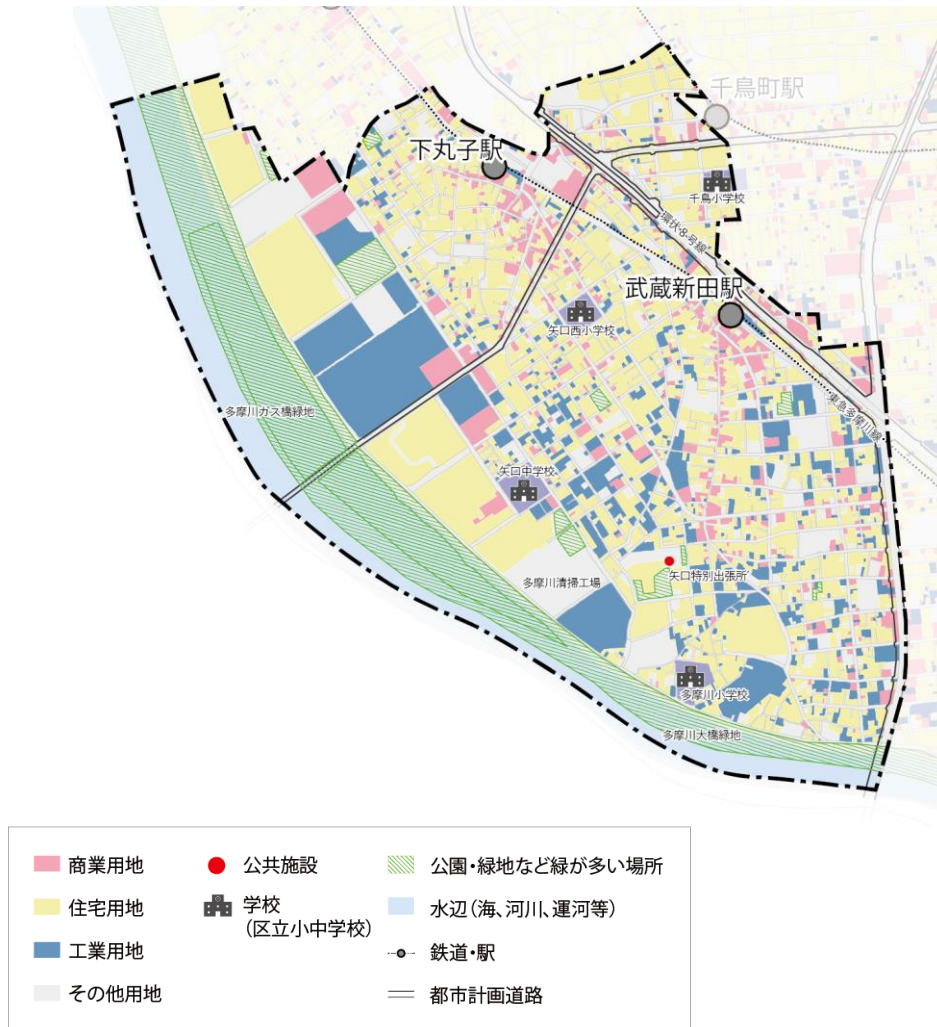 千鳥町駅
下丸子駅
千鳥小学校
環状8号線
武蔵新田駅
矢口西小学校
東急多摩川線
多摩川ガス橋緑地
矢口中学校
矢口特別出張所
多摩川清掃工場
多摩川小学校
多摩川大橋緑地
商業用地
公共施設
公園・緑地など緑が多い場所
住宅用地
学校
(区立小中学校)
水辺(海、河川、運河等)
工業用地
鉄道・駅
その他用地
都市計画道路